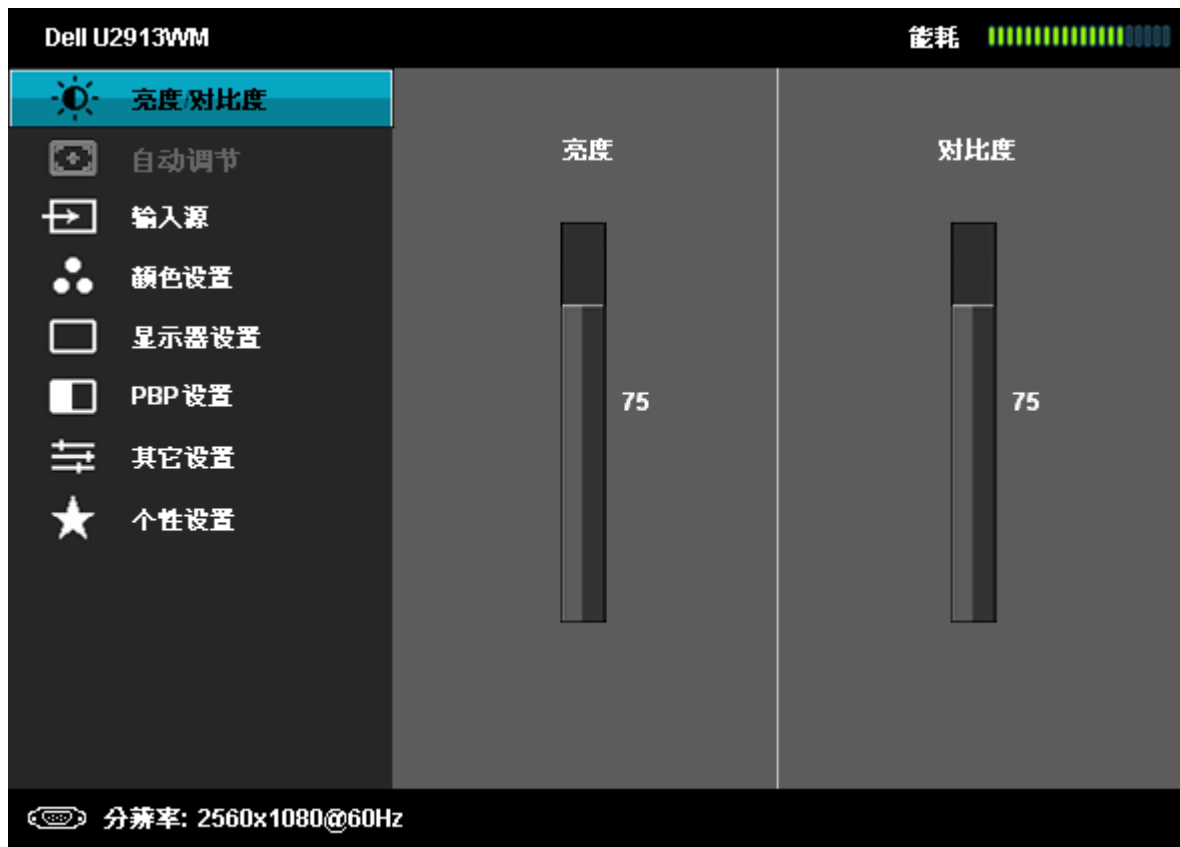 Dell U2913WM
能耗
亮度/对比度
自动调节
输入源
颜色设置
显示器设置
PBP 设置
其它设置
个性设置
亮度
75
对比度
75
分辨率: 2560x1080@60Hz